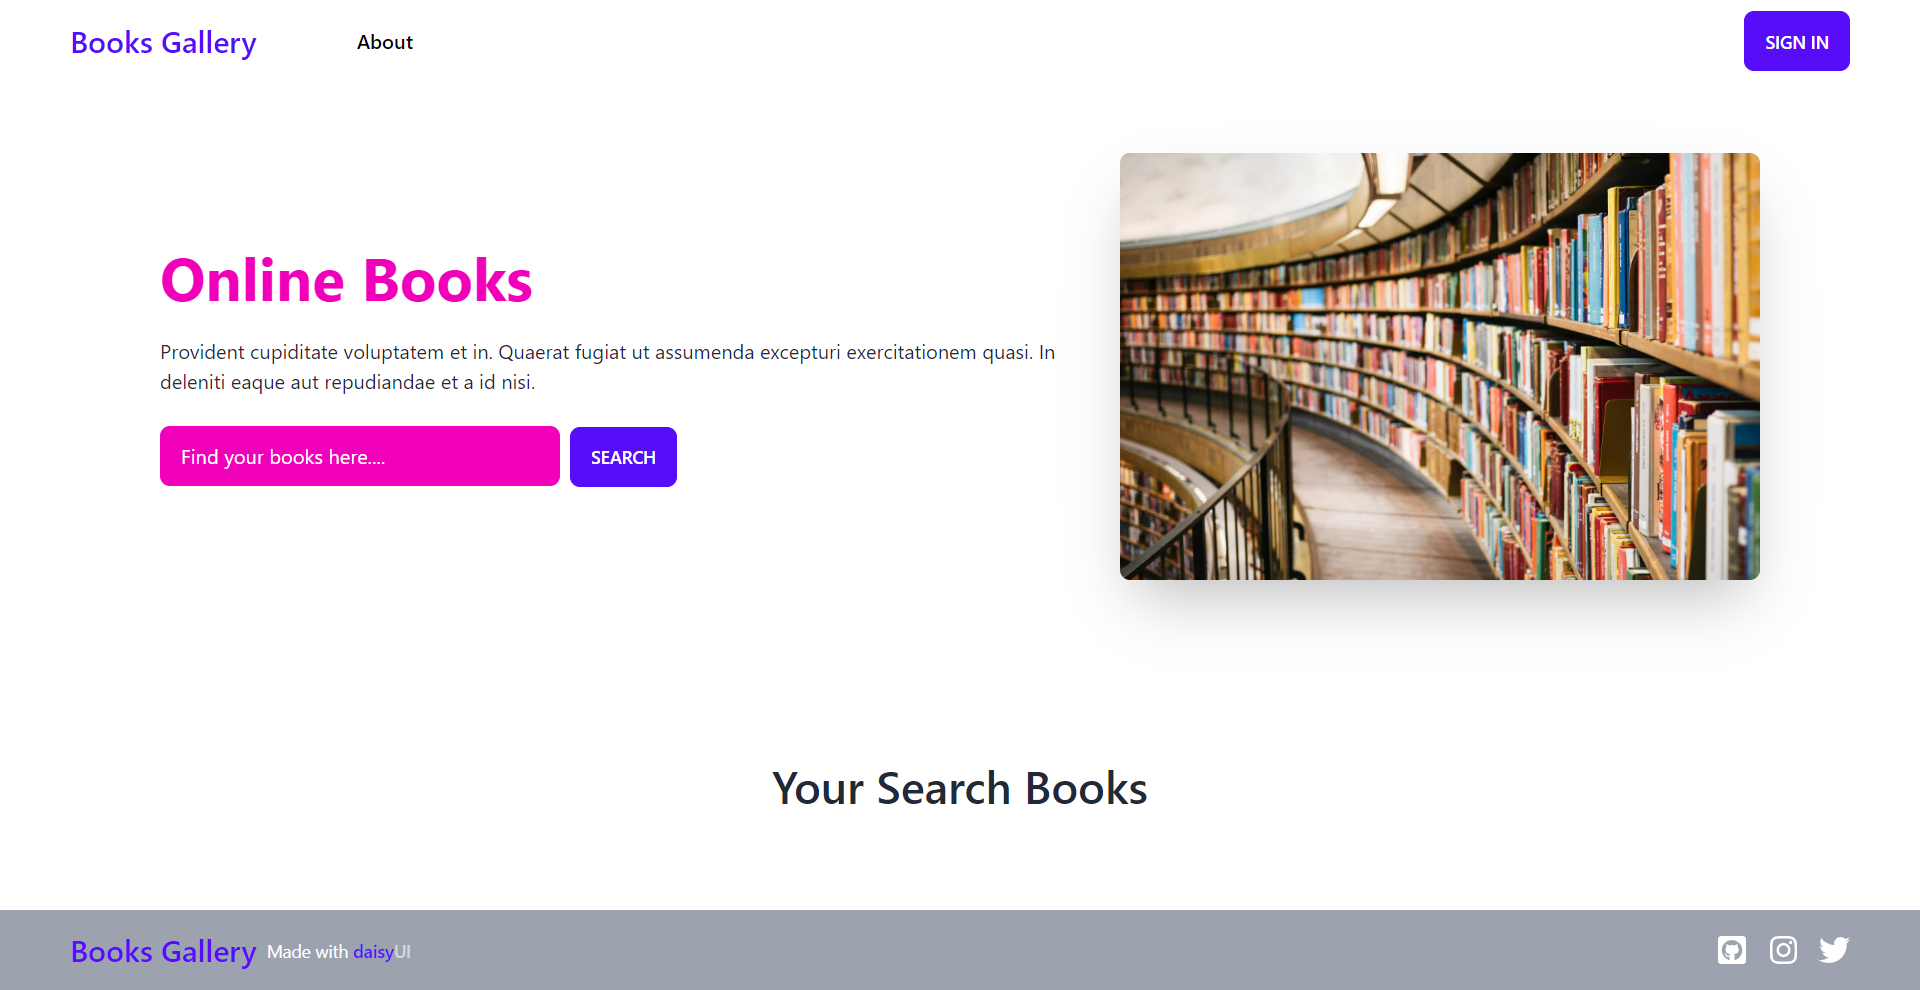 Books Gallery
About
SIGN IN
Online Books
Provident cupiditate voluptatem et in. Quaerat fugiat ut assumenda excepturi exercitationem quasi. In
deleniti eaque aut repudiandae et a id nisi.
Find your books here....
SEARCH
Your Search Books
Books Gallery Made with daisyUI